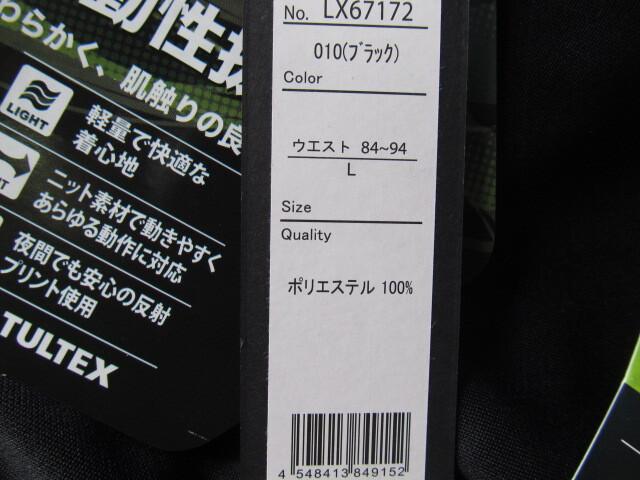 動性抜
わらかく、肌触りの良
LIGHT
軽量で快適な
着心地
ニット素材で動きやすく
あらゆる動作に対応
夜間でも安心の反射
プリント使用
TULTEX
No. LX67172
010(ブラック)
Color
ウエスト 84~94
L
Size
Quality
ポリエステル 100%
4 548413 849152